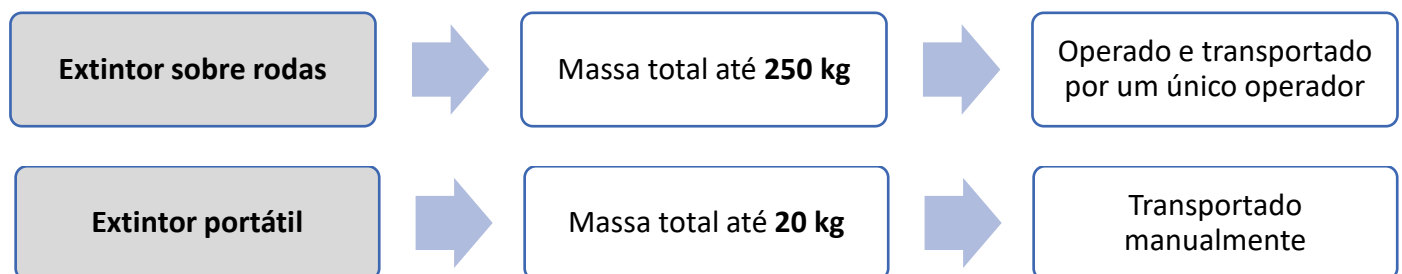 Extintor sobre rodas
Massa total até 250 kg
Operado e transportado
por um único operador
Extintor portátil
Massa total até 20 kg
Transportado
manualmente